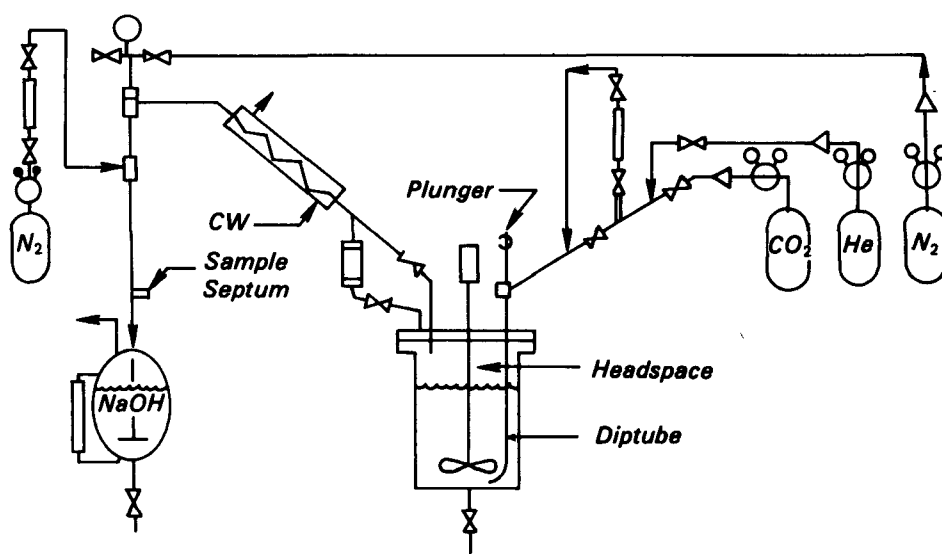 Plunger
CW
N2
CO2
He
N2
Sample
Septum
Headspace
NaOH
Diptube